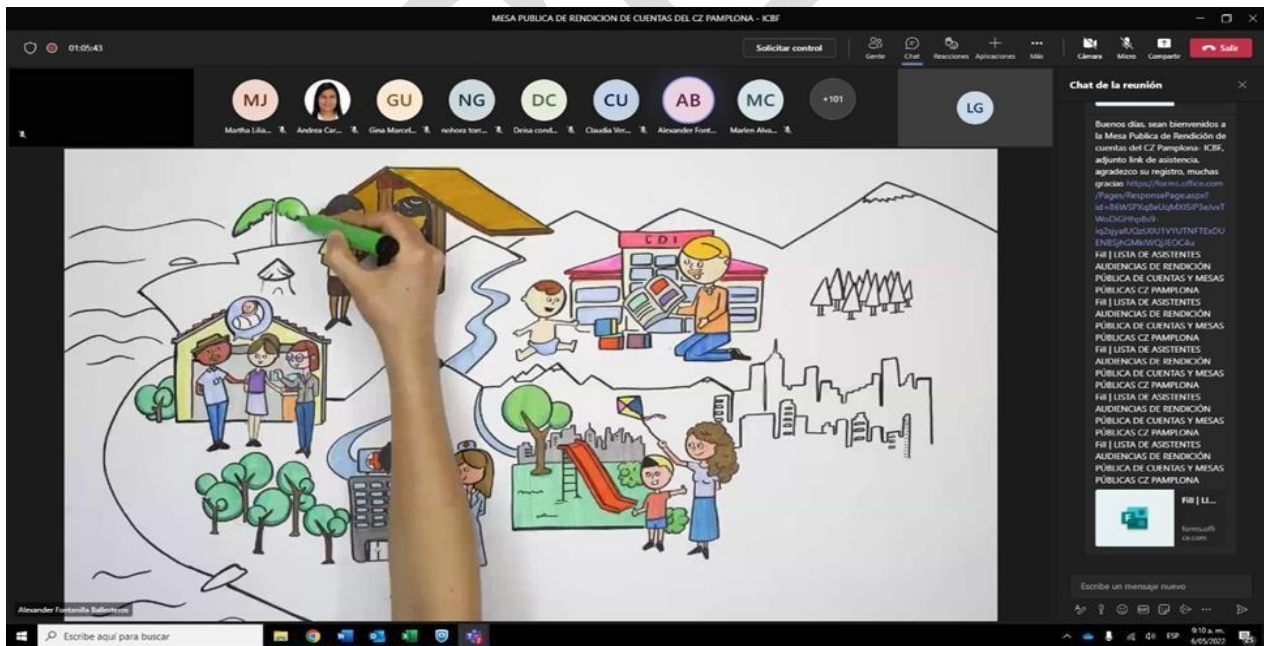 MESA PUBLICA DE RENDICION DE CUENTAS DEL CZ PAMPLONA - ICBF
01:05:43
Solicitar control
Gente
Chat
Reacciones
Aplicaciones
Más
Cámara
Micro
Compartir
Salir
MJ
GU
NG
DC
CU
AB
MC
+101
LG
Martha Lilia...
Andrea Car...
Gina Marcel...
nohora torr...
Deisa cond...
Claudia Ver...
Alexander Font...
Marlen Alva...
CDI
Alexander Fontanilla Ballesteros
Chat de la reunión
Buenos días, sean bienvenidos a
la Mesa Publica de Rendición de
cuentas del CZ Pamplona- ICBF,
adjunto link de asistencia,
agradezco su registro, muchas
gracias https://forms.office.com
/Pages/ResponsePage.aspx?
Fill | LISTA DE ASISTENTES
AUDIENCIAS DE RENDICIÓN
PÚBLICA DE CUENTAS Y MESAS
PÚBLICAS CZ PAMPLONA
Fill | LISTA DE ASISTENTES
AUDIENCIAS DE RENDICIÓN
PÚBLICA DE CUENTAS Y MESAS
PÚBLICAS CZ PAMPLONA
Fill | LISTA DE ASISTENTES
AUDIENCIAS DE RENDICIÓN
PÚBLICA DE CUENTAS Y MESAS
PÚBLICAS CZ PAMPLONA
Fill | LISTA DE ASISTENTES
AUDIENCIAS DE RENDICIÓN
PÚBLICA DE CUENTAS Y MESAS
PÚBLICAS CZ PAMPLONA
Fill | LISTA DE ASISTENTES
AUDIENCIAS DE RENDICIÓN
PÚBLICA DE CUENTAS Y MESAS
PÚBLICAS CZ PAMPLONA
Fill | LI...
forms.offi
ce.com
Escribe un mensaje nuevo
Escribe aquí para buscar
ESP
9:10 a. m.
6/05/2022